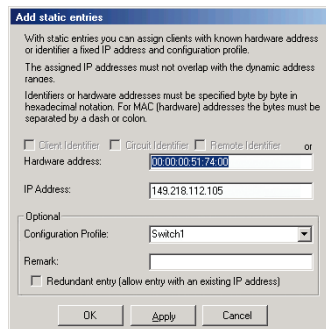 Add static entries
With static entries you can assign clients with known hardware address
or identifier a fixed IP address and configuration profile.
The assigned IP addresses must not overlap with the dynamic address
ranges.
Identifiers or hardware addresses must be specified byte by byte in
hexadecimal notation. For MAC (hardware) addresses the bytes must be
separated by a dash or colon.
Client Identifier Circuit Identifier Remote Identifier or
Hardware address: 00:00:00:51:74:00
IP Address: 149.218.112.105
Optional
Configuration Profile: Switch1
Remark:
Redundant entry (allow entry with an existing IP address)
OK Apply Cancel